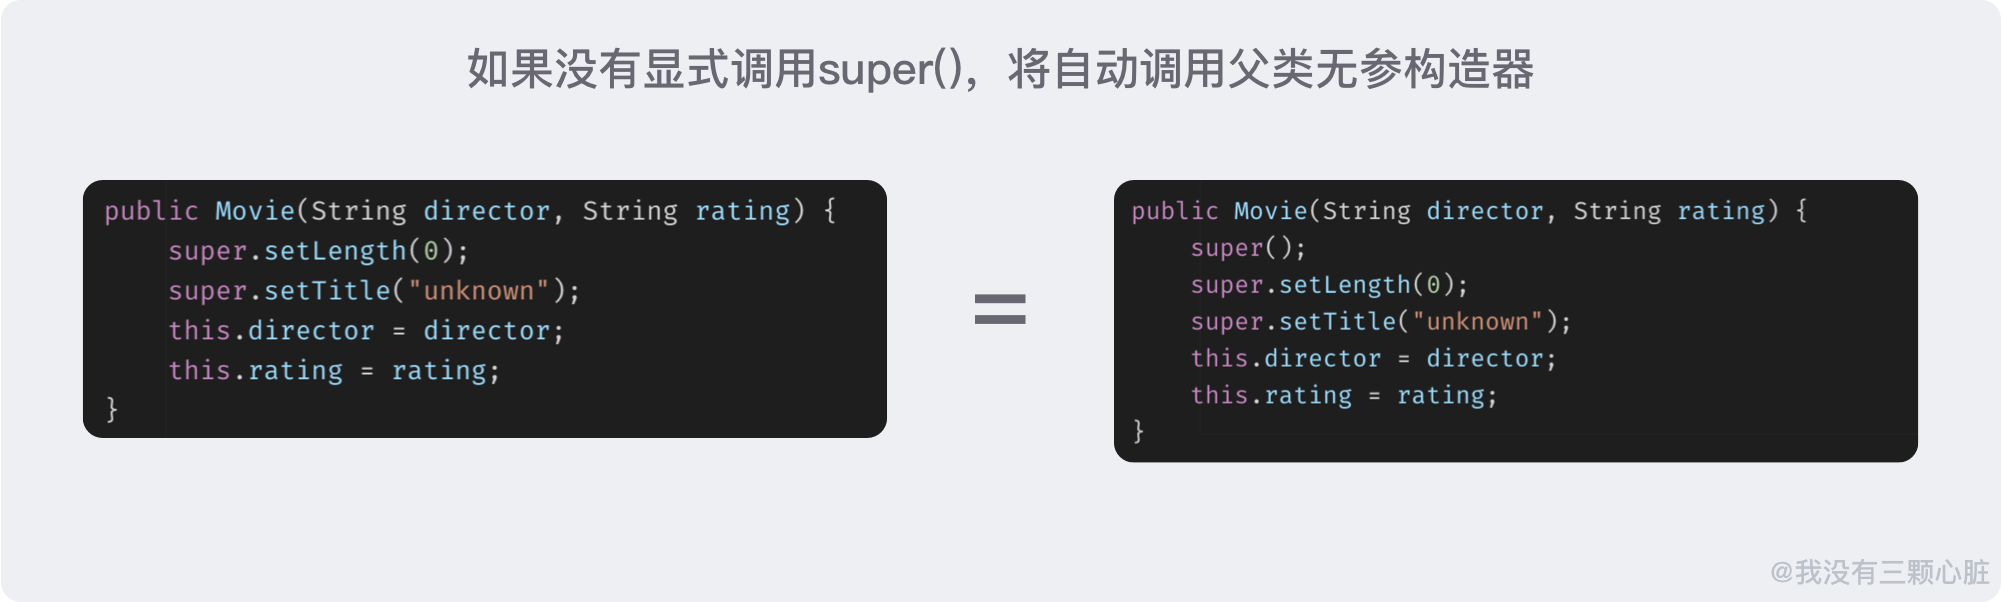 如果没有显式调用super()，将自动调用父类无参构造器
public Movie(String director, String rating) {
    super.setLength(0);
    super.setTitle("unknown");
    this.director = director;
    this.rating = rating;
}
=
public Movie(String director, String rating) {
    super();
    super.setLength(0);
    super.setTitle("unknown");
    this.director = director;
    this.rating = rating;
}
@我没有三颗心脏